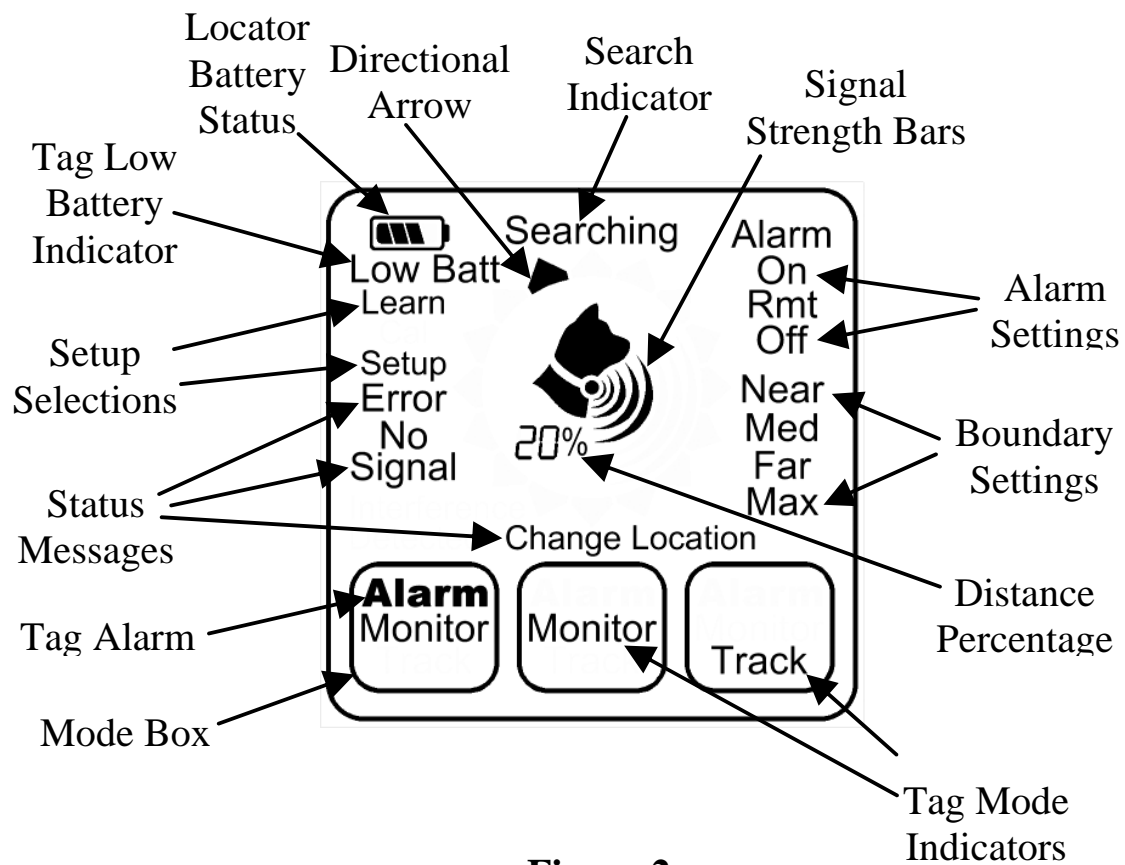 Locator
Battery
Status
Directional
Arrow
Search
Indicator
Signal
Strength Bars
Tag Low
Battery
Indicator
Setup
Selections
Status
Messages
Tag Alarm
Mode Box
Searching
Low Batt
Learn
Setup
Error
No
Signal
20%
Change Location
Alarm
On
Rmt
Off
Near
Med
Far
Max
Alarm
Monitor
Monitor
Track
Alarm
Settings
Boundary
Settings
Distance
Percentage
Tag Mode
Indicators